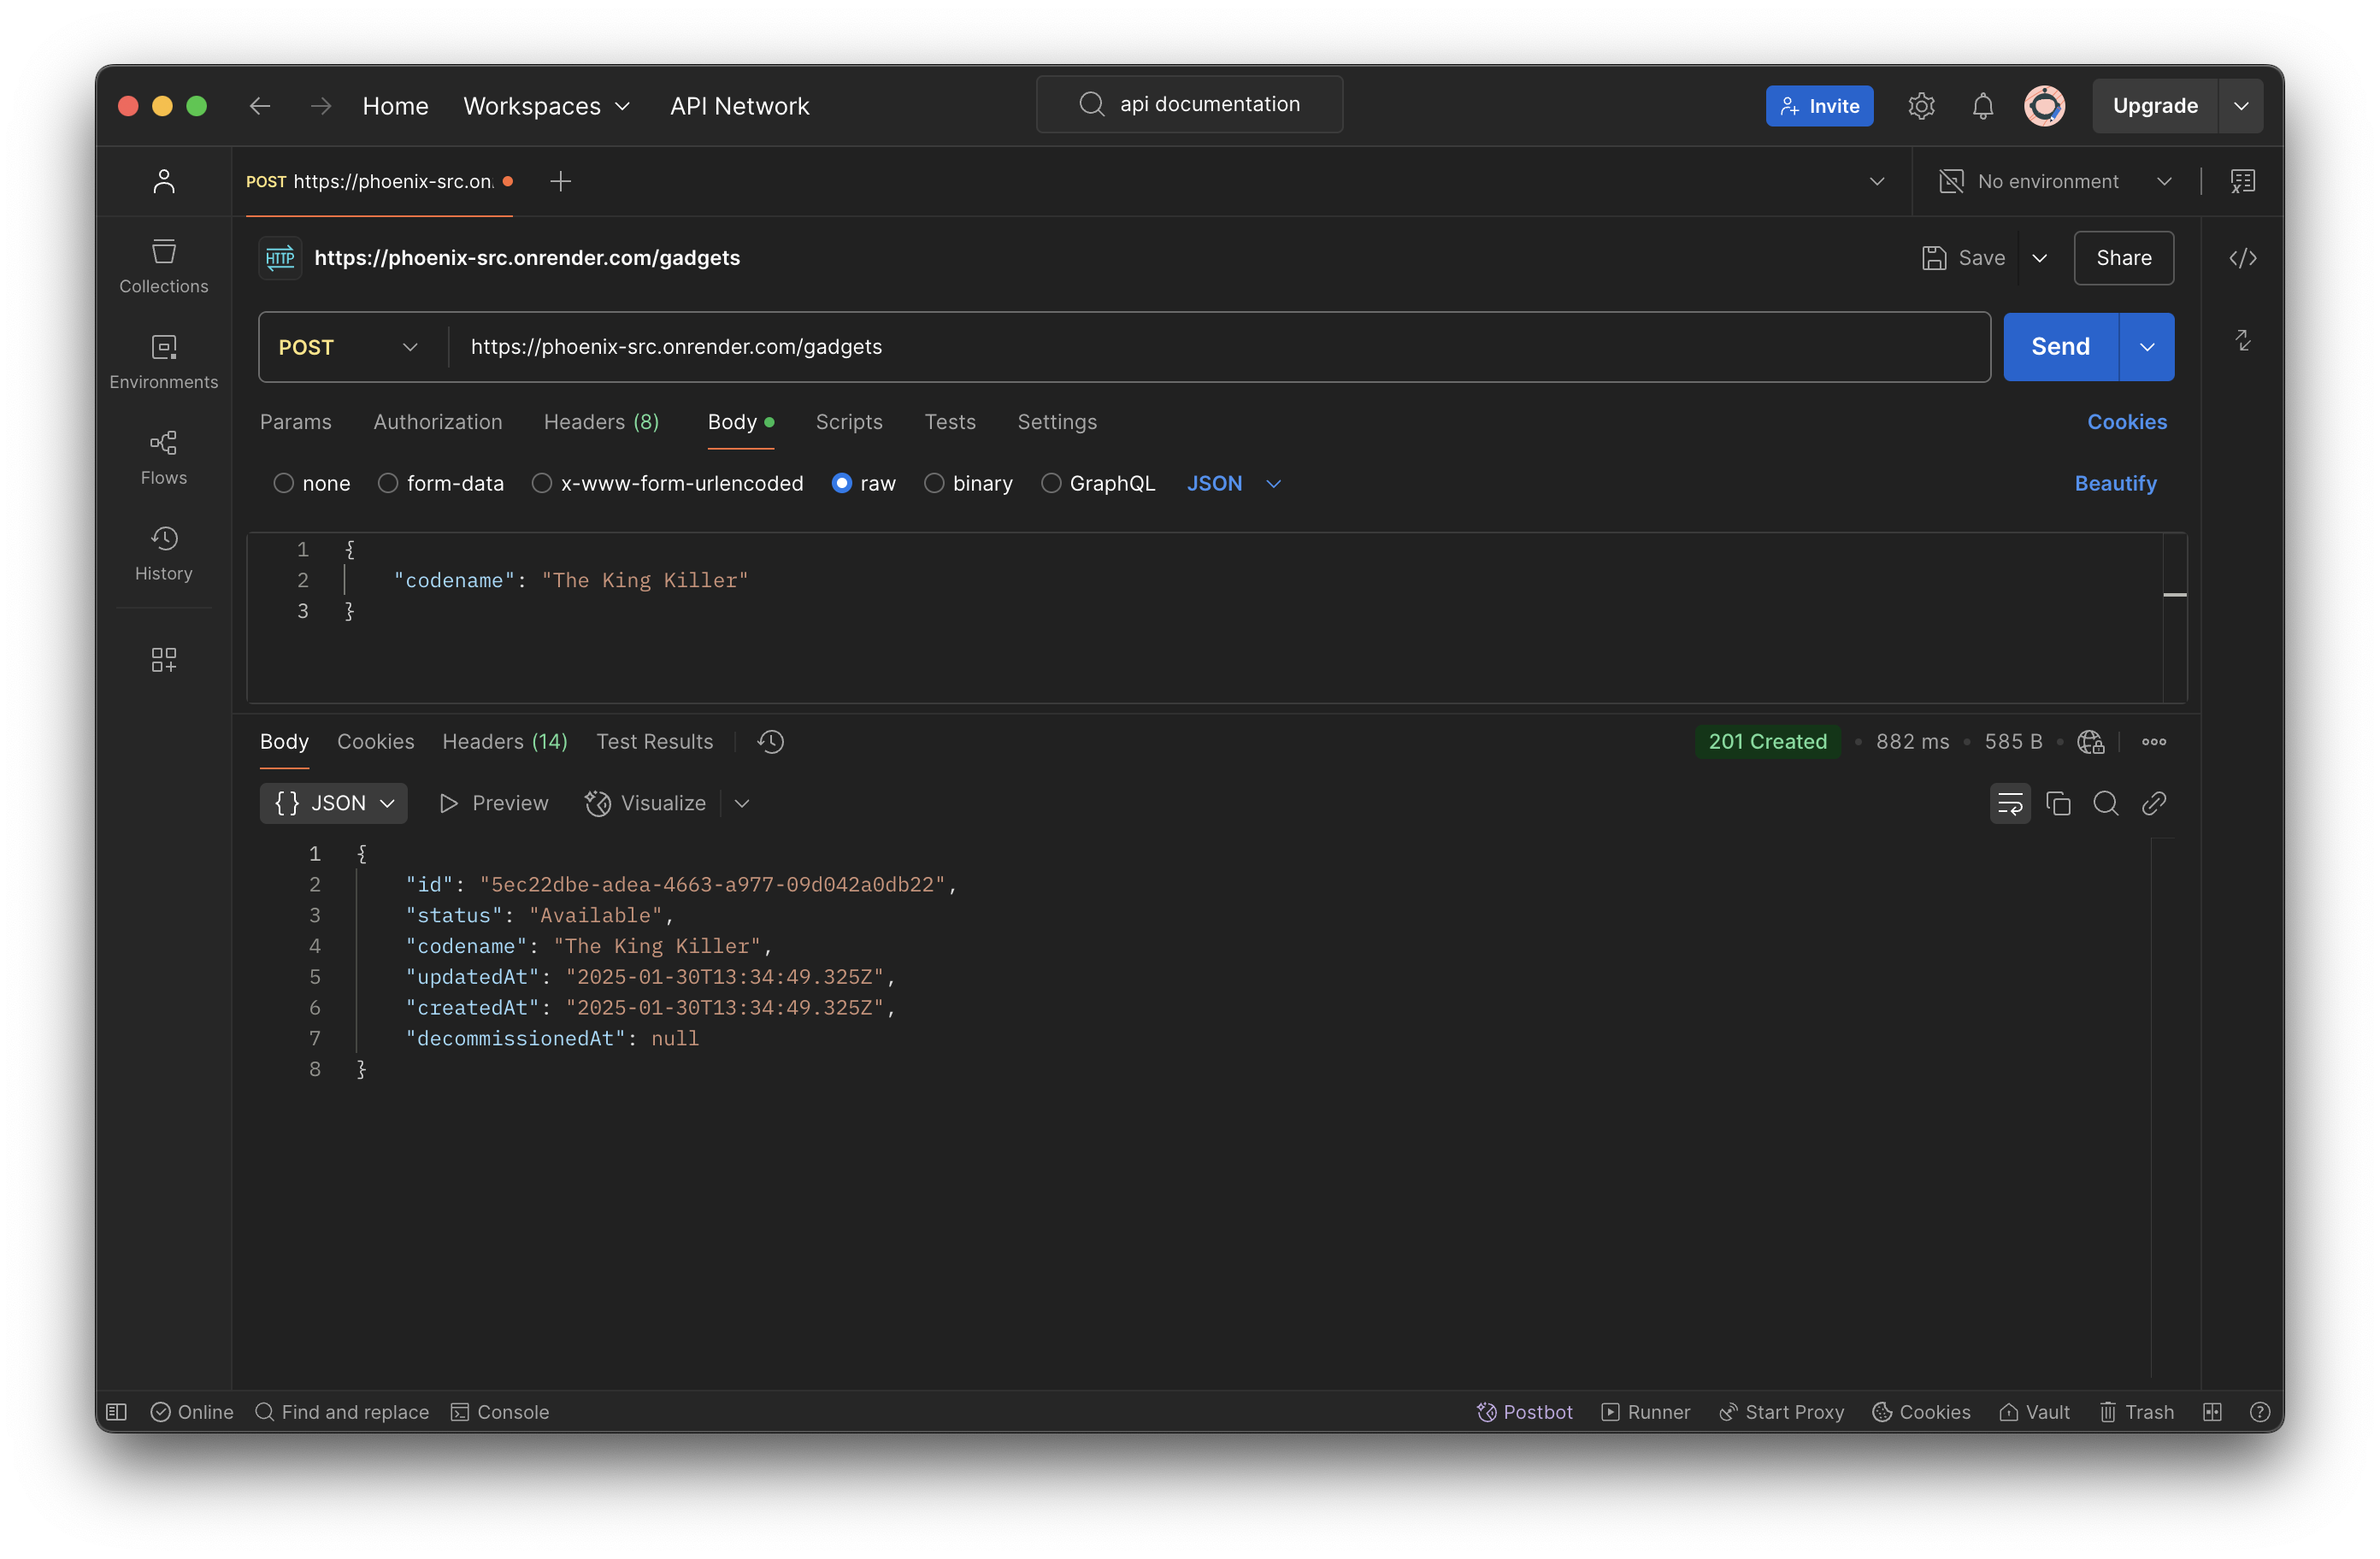 Home Workspaces API Network api documentation Invite Upgrade
POST https://phoenix-src.on No environment
HTTP https://phoenix-src.onrender.com/gadgets Save Share
Collections
POST https://phoenix-src.onrender.com/gadgets Send
Environments
Params Authorization Headers (8) Body Scripts Tests Settings Cookies
Flows
none form-data x-www-form-urlencoded raw binary GraphQL JSON Beautify
History
1 {
2 "codename": "The King Killer"
3 }
Body Cookies Headers (14) Test Results 201 Created 882 ms 585 B
{} JSON Preview Visualize
1 {
2 "id": "5ec22dbe-adea-4663-a977-09d042a0db22",
3 "status": "Available",
4 "codename": "The King Killer",
5 "updatedAt": "2025-01-30T13:34:49.325Z",
6 "createdAt": "2025-01-30T13:34:49.325Z",
7 "decommissionedAt": null
8 }
Online Find and replace Console Postbot Runner Start Proxy Cookies Vault Trash